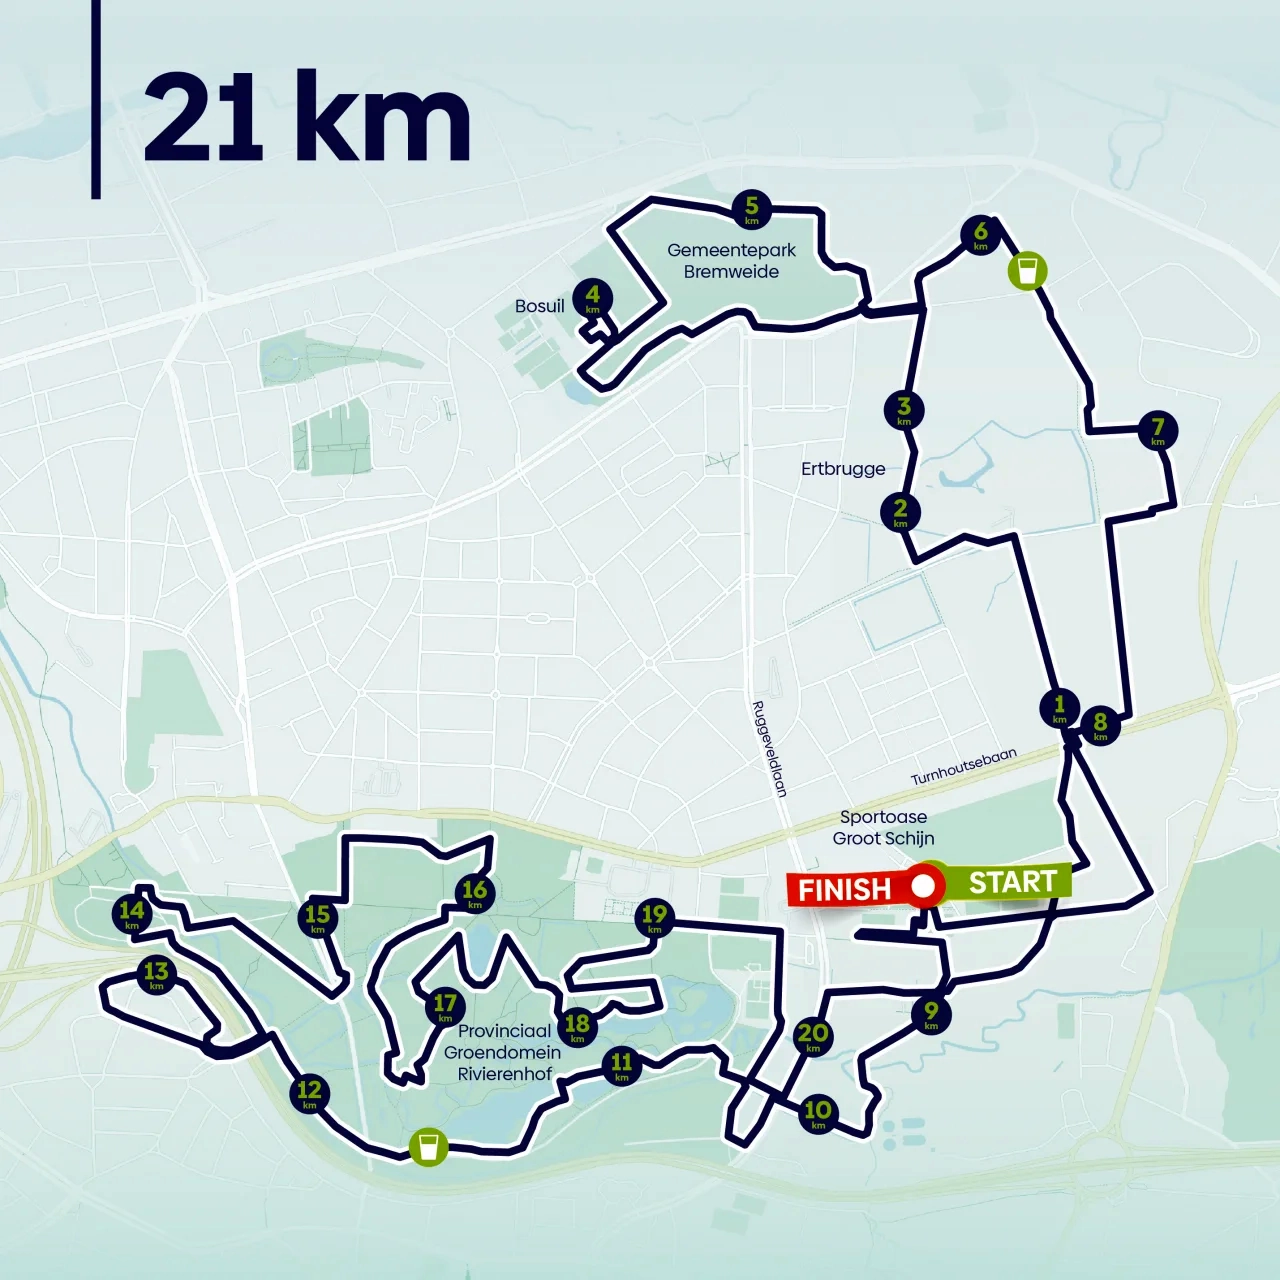 21 km
5
km
Gemeentepark
Bremweide
6
km
4
km
Bosuil
3
km
7
km
Ertbrugge
2
km
1
km
8
km
Ruggeveldlaan
Turnhoutsebaan
Sportoase
Groot Schijn
FINISH
START
16
km
14
km
15
km
19
km
13
km
17
km
18
km
9
km
Provinciaal
Groendomein
Rivierenhof
20
km
11
km
12
km
10
km